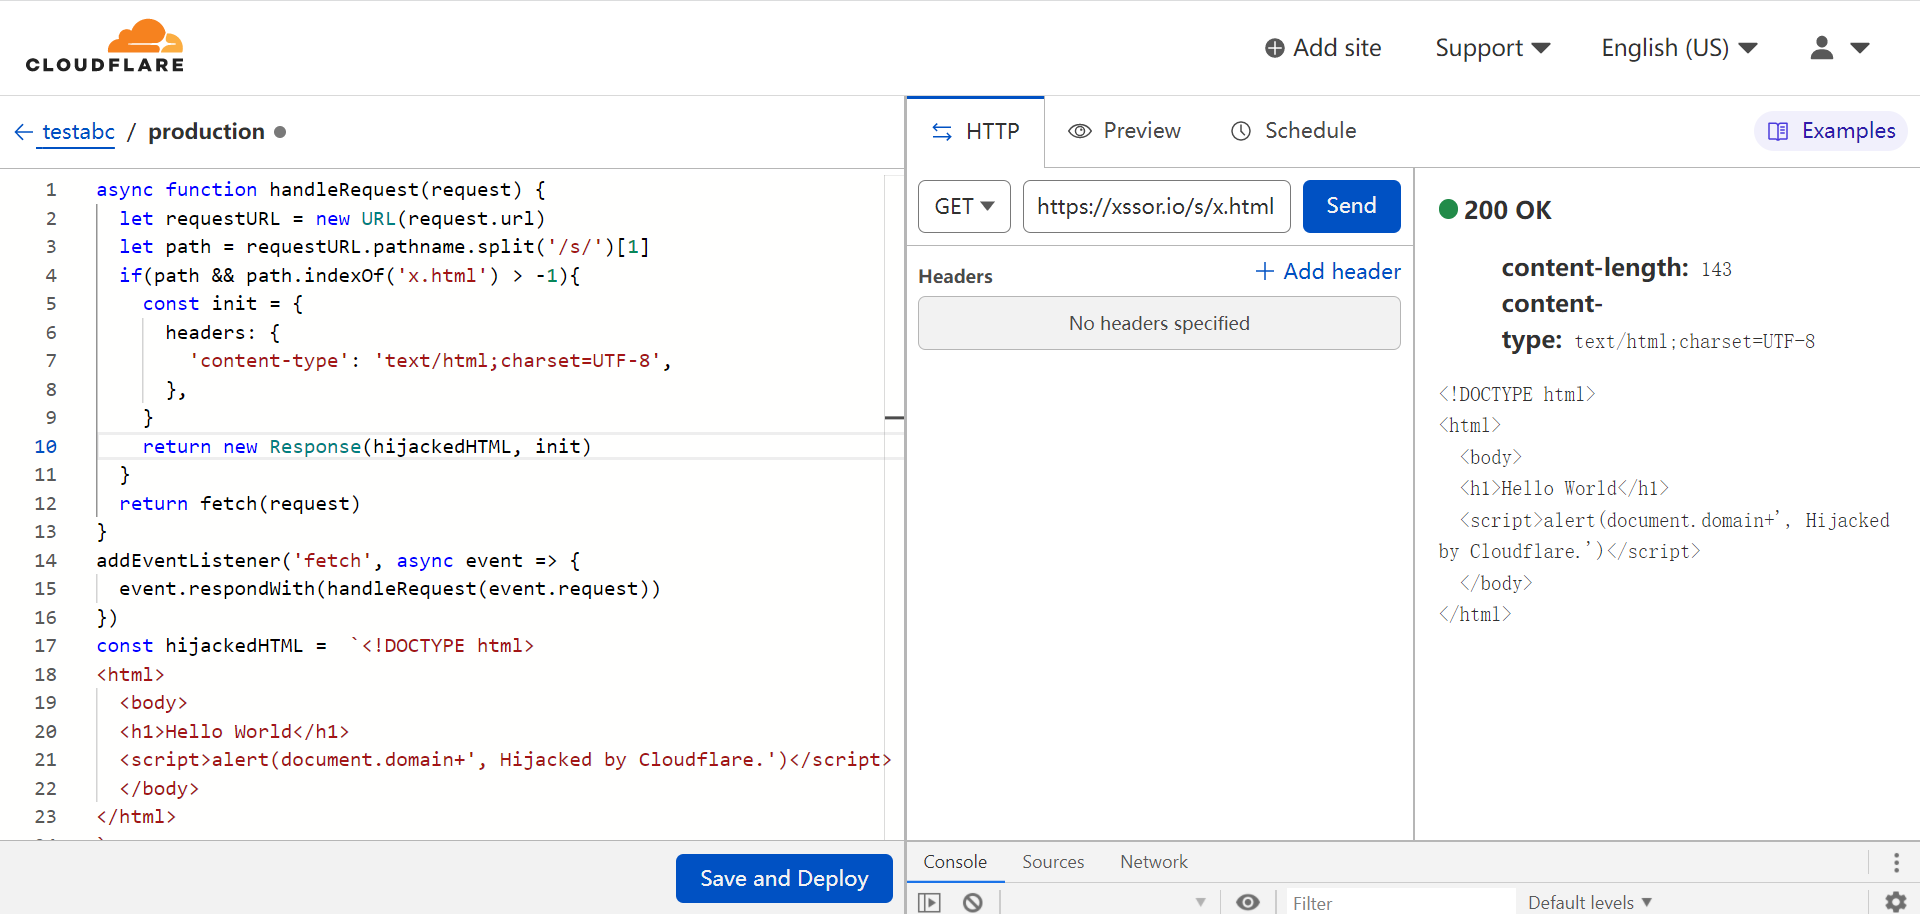 CLOUDFLARE
Add site Support English (US)
testabc / production
HTTP Preview Schedule Examples
1 async function handleRequest(request) {
2 let requestURL = new URL(request.url)
3 let path = requestURL.pathname.split('/s/')[1]
4 if(path && path.indexOf('x.html') > -1){
5 const init = {
6 headers: {
7 'content-type': 'text/html;charset=UTF-8',
8 },
9 }
10 return new Response(hijackedHTML, init)
11 }
12 return fetch(request)
13 }
14 addEventListener('fetch', async event => {
15 event.respondWith(handleRequest(event.request))
16 })
17 const hijackedHTML = `<!DOCTYPE html>
18 <html>
19 <body>
20 <h1>Hello World</h1>
21 <script>alert(document.domain+', Hijacked by Cloudflare.')</script>
22 </body>
23 </html>
Save and Deploy
GET https://xssor.io/s/x.html Send
Headers + Add header
No headers specified
200 OK
content-length: 143
content-
type: text/html;charset=UTF-8
<!DOCTYPE html>
<html>
<body>
<h1>Hello World</h1>
<script>alert(document.domain+', Hijacked
by Cloudflare.')</script>
</body>
</html>
Console Sources Network
Filter Default levels